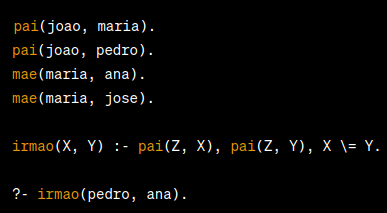 pai(joao, maria).
pai(joao, pedro).
mae(maria, ana).
mae(maria, jose).
irmao(X, Y) :- pai(Z, X), pai(Z, Y), X \= Y.
?- irmao(pedro, ana).